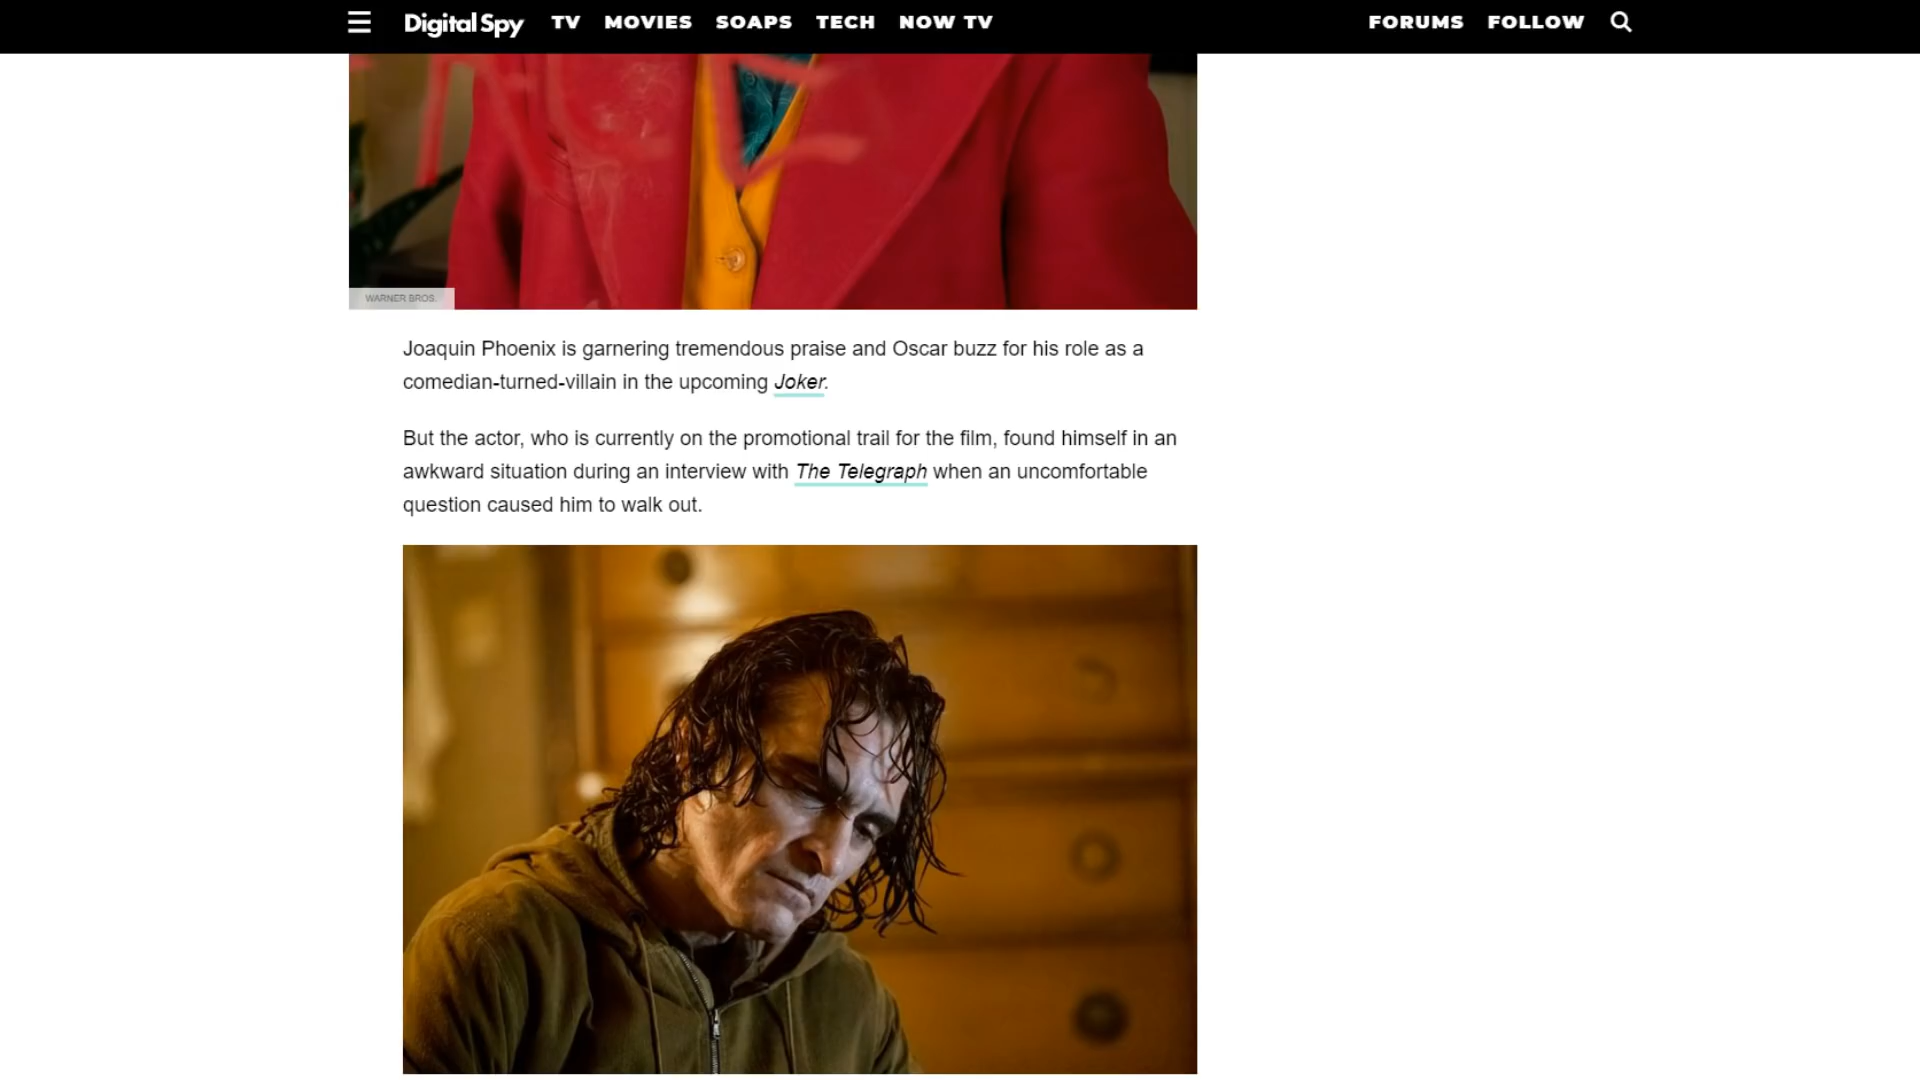 Digital Spy TV MOVIES SOAPS TECH NOW TV FORUMS FOLLOW
WARNER BROS.
Joaquin Phoenix is garnering tremendous praise and Oscar buzz for his role as a
comedian-turned-villain in the upcoming Joker.
But the actor, who is currently on the promotional trail for the film, found himself in an
awkward situation during an interview with The Telegraph when an uncomfortable
question caused him to walk out.